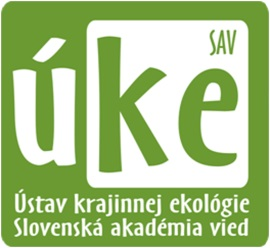 SAV
úke
Ústav krajinnej ekológie
Slovenská akadémia vied